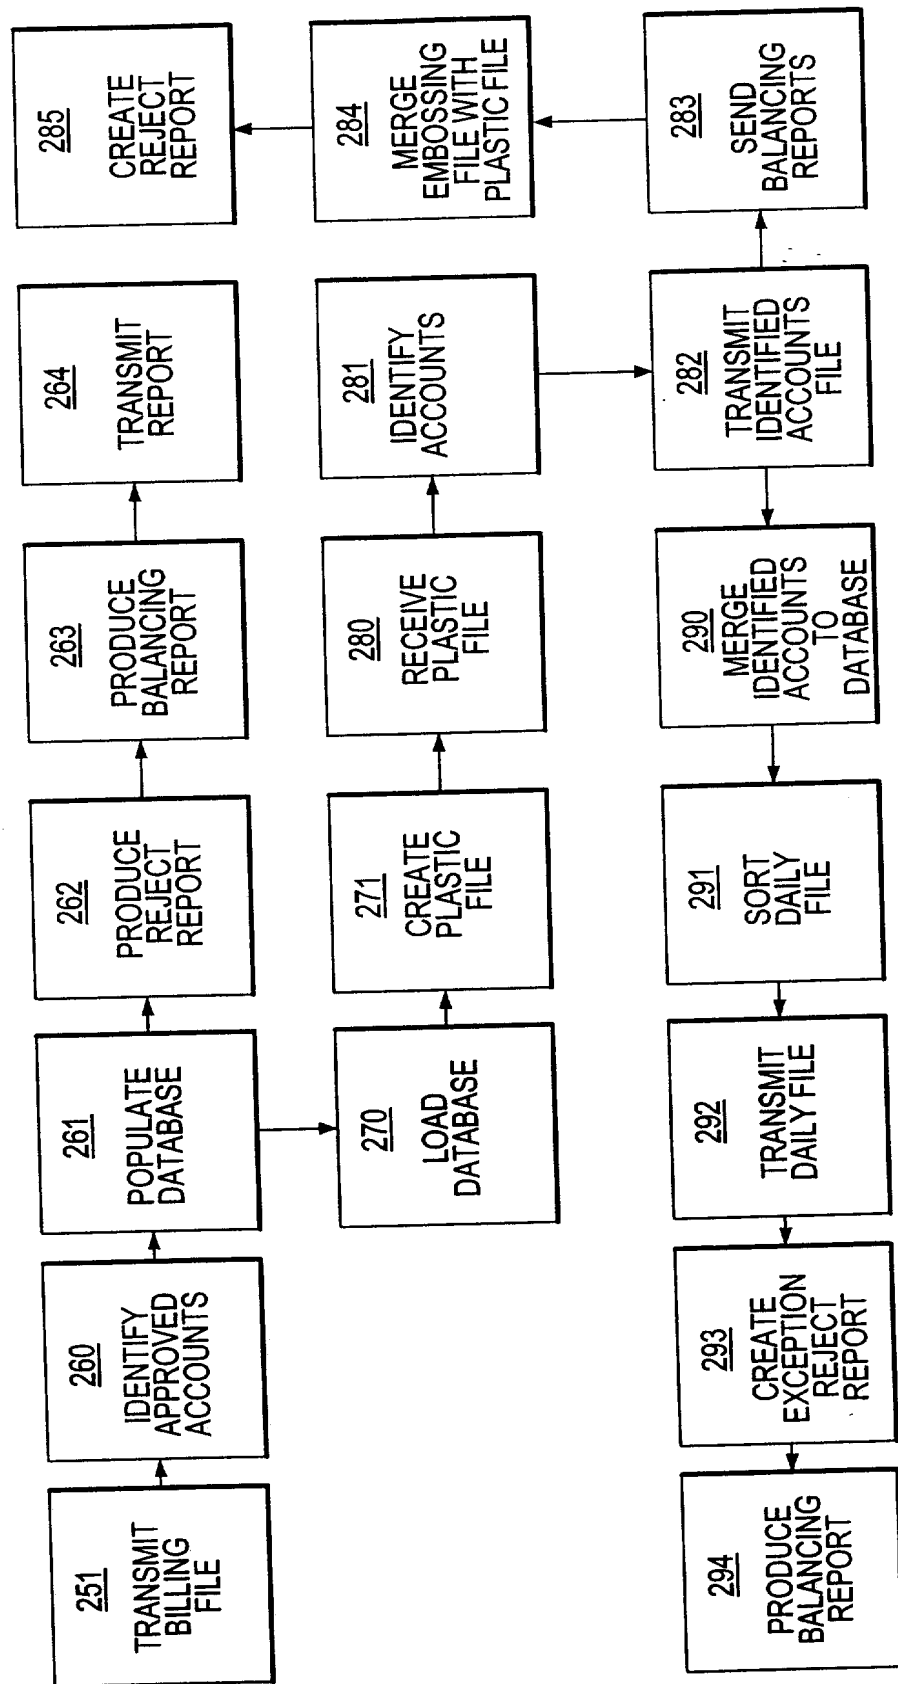 251
TRANSMIT
BILLING
FILE
260
IDENTIFY
APPROVED
ACCOUNTS
261
POPULATE
DATABASE
262
PRODUCE
REJECT
REPORT
263
PRODUCE
BALANCING
REPORT
264
TRANSMIT
REPORT
285
CREATE
REJECT
REPORT
270
LOAD
DATABASE
271
CREATE
PLASTIC
FILE
280
RECEIVE
PLASTIC
FILE
281
IDENTIFY
ACCOUNTS
284
MERGE
EMBOSSING
FILE WITH
PLASTIC FILE
294
PRODUCE
BALANCING
REPORT
293
CREATE
EXCEPTION
REJECT
REPORT
292
TRANSMIT
DAILY FILE
291
SORT
DAILY
FILE
290
MERGE
IDENTIFIED
ACCOUNTS
TO
DATABASE
282
TRANSMIT
IDENTIFIED
ACCOUNTS
FILE
283
SEND
BALANCING
REPORTS